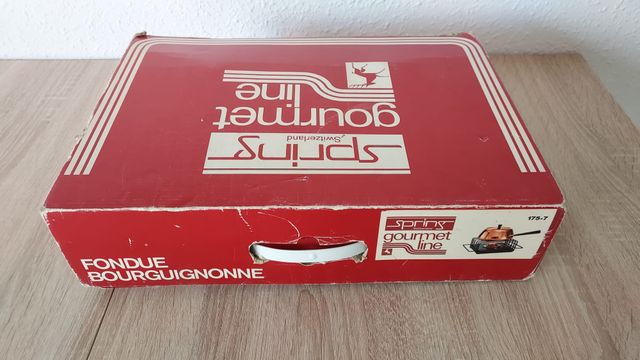 spring
Switzerland
gourmet
line
FONDUE
BOURGUIGNONNE
spring
gourmet
line
175-7